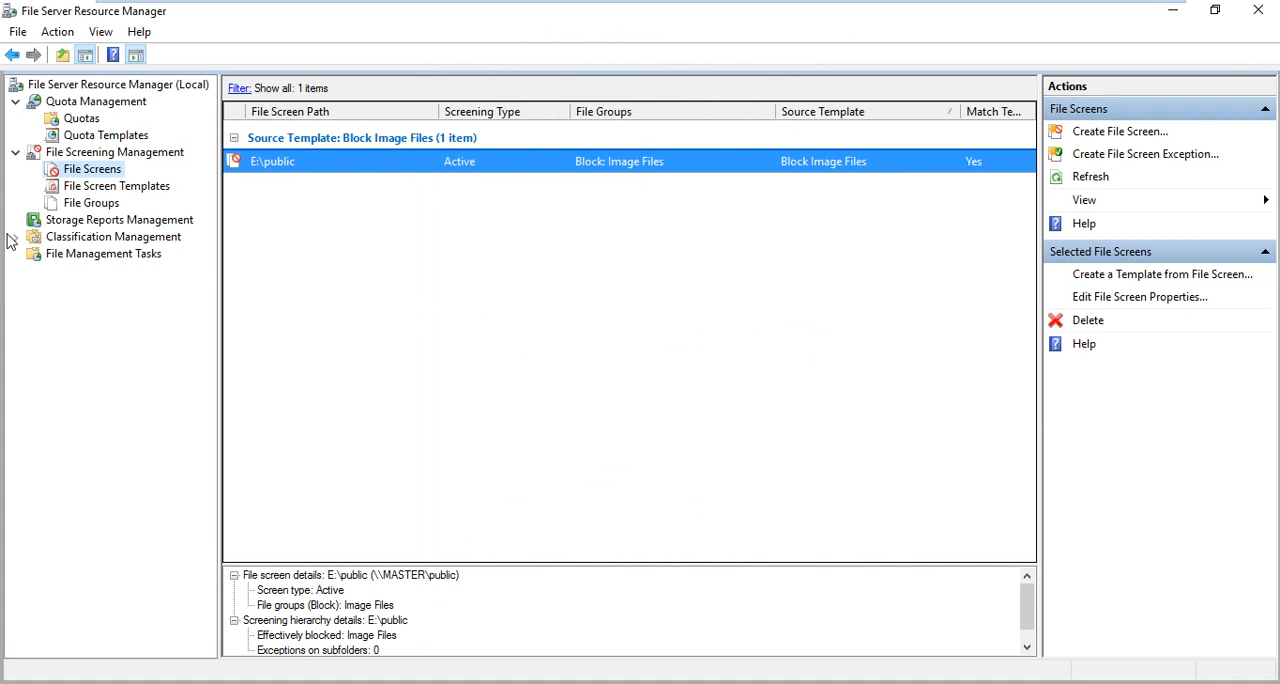 File Server Resource Manager
File Action View Help
File Server Resource Manager (Local)
Quota Management
Quotas
Quota Templates
File Screening Management
File Screens
File Screen Templates
File Groups
Storage Reports Management
Classification Management
File Management Tasks
Filter: Show all: 1 items
File Screen Path Screening Type File Groups Source Template Match Te...
Source Template: Block Image Files (1 item)
E:\public Active Block: Image Files Block Image Files Yes
File screen details: E:\public (\\MASTER\public)
Screen type: Active
File groups (Block): Image Files
Screening hierarchy details: E:\public
Effectively blocked: Image Files
Exceptions on subfolders: 0
Actions
File Screens
Create File Screen...
Create File Screen Exception...
Refresh
View
Help
Selected File Screens
Create a Template from File Screen...
Edit File Screen Properties...
Delete
Help